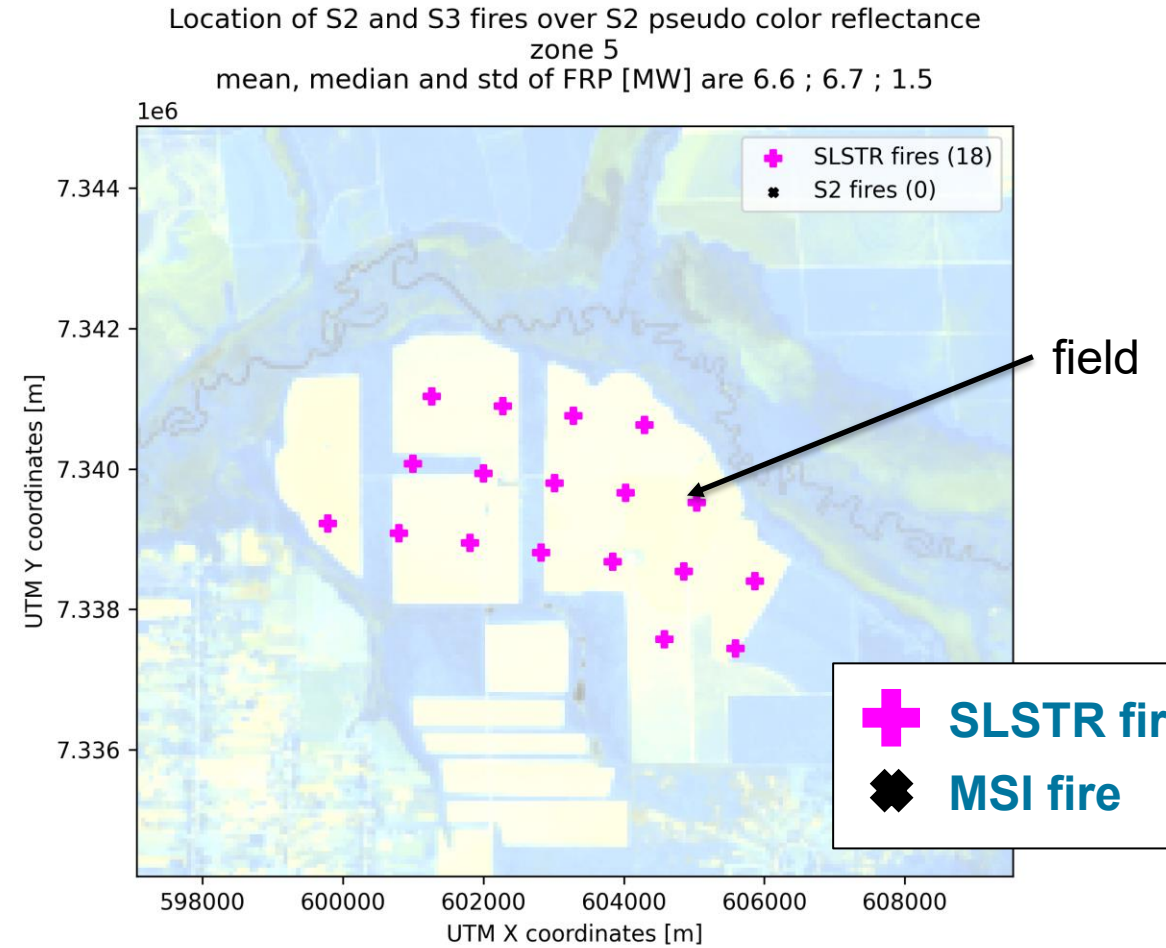 Location of S2 and S3 fires over S2 pseudo color reflectance
zone 5
mean, median and std of FRP [MW] are 6.6 ; 6.7 ; 1.5
1e6
SLSTR fires (18)
S2 fires (0)
7.344
7.342
field
7.340
7.338
7.336
UTM Y coordinates [m]
SLSTR fir
MSI fire
598000 600000 602000 604000 606000 608000
UTM X coordinates [m]